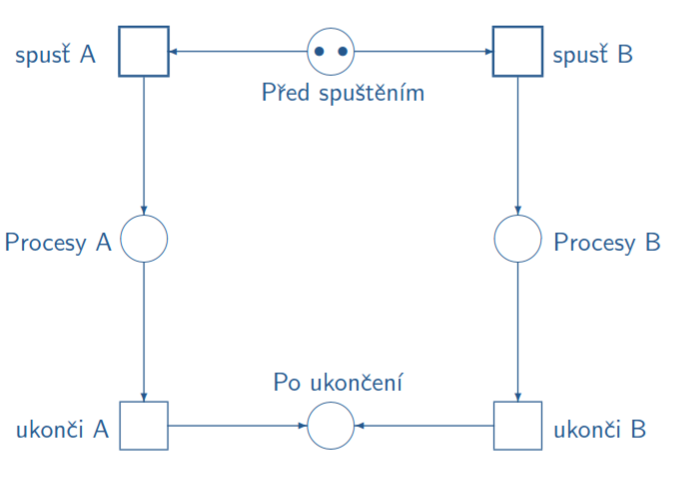 spusť A
spusť B
Před spuštěním
Procesy A
Procesy B
Po ukončení
ukonči A
ukonči B